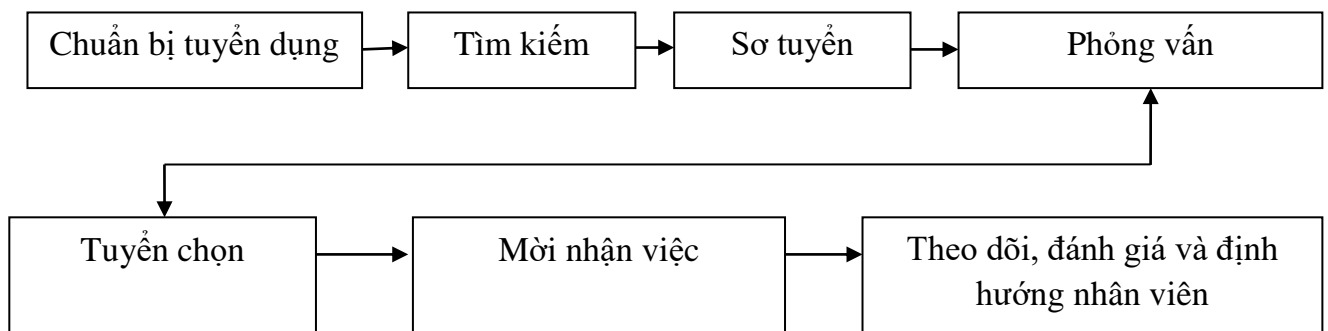 Chuẩn bị tuyển dụng
Tìm kiếm
Sơ tuyển
Phỏng vấn
Tuyển chọn
Mời nhận việc
Theo dõi, đánh giá và định
hướng nhân viên